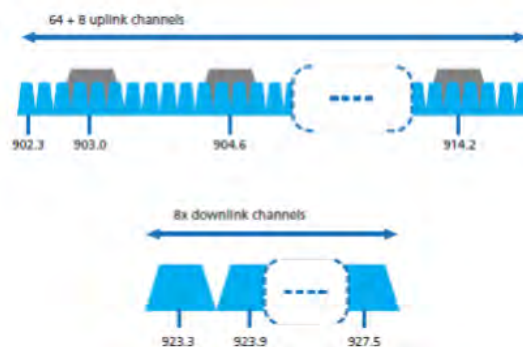 64 + 8 uplink channels
902.3 903.0 904.6 914.2
8x downlink channels
923.3 923.9 927.5